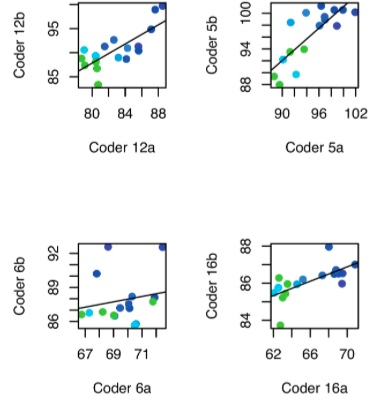 Coder 12b
85 95
80 84 88
Coder 12a
Coder 5b
88 94 100
90 96 102
Coder 5a
Coder 6b
86 89 92
67 69 71
Coder 6a
Coder 16b
84 86 88
62 66 70
Coder 16a